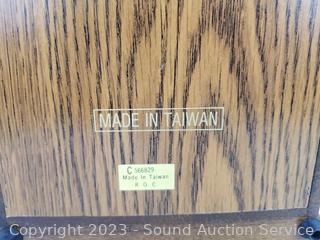 MADE IN TAIWAN
C 566829
Made In Taiwan
R. O. C.
Copyright 2023 - Sound Auction Service